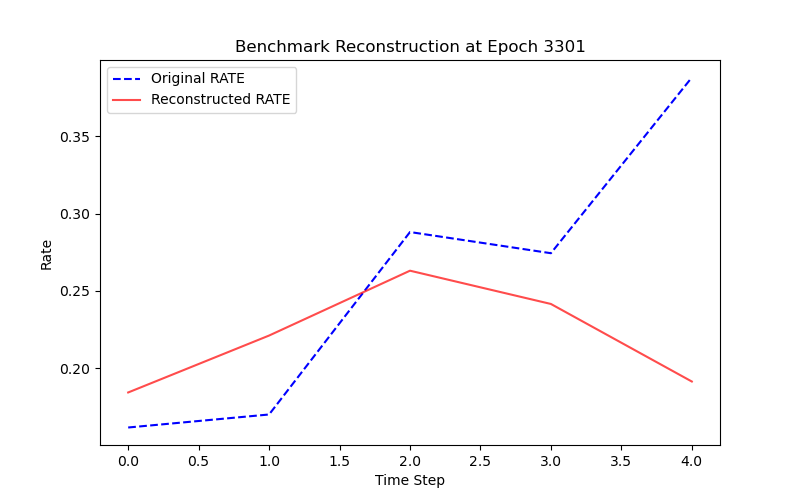 Benchmark Reconstruction at Epoch 3301
Original RATE
Reconstructed RATE
Rate
0.35
0.30
0.25
0.20
0.0 0.5 1.0 1.5 2.0 2.5 3.0 3.5 4.0
Time Step